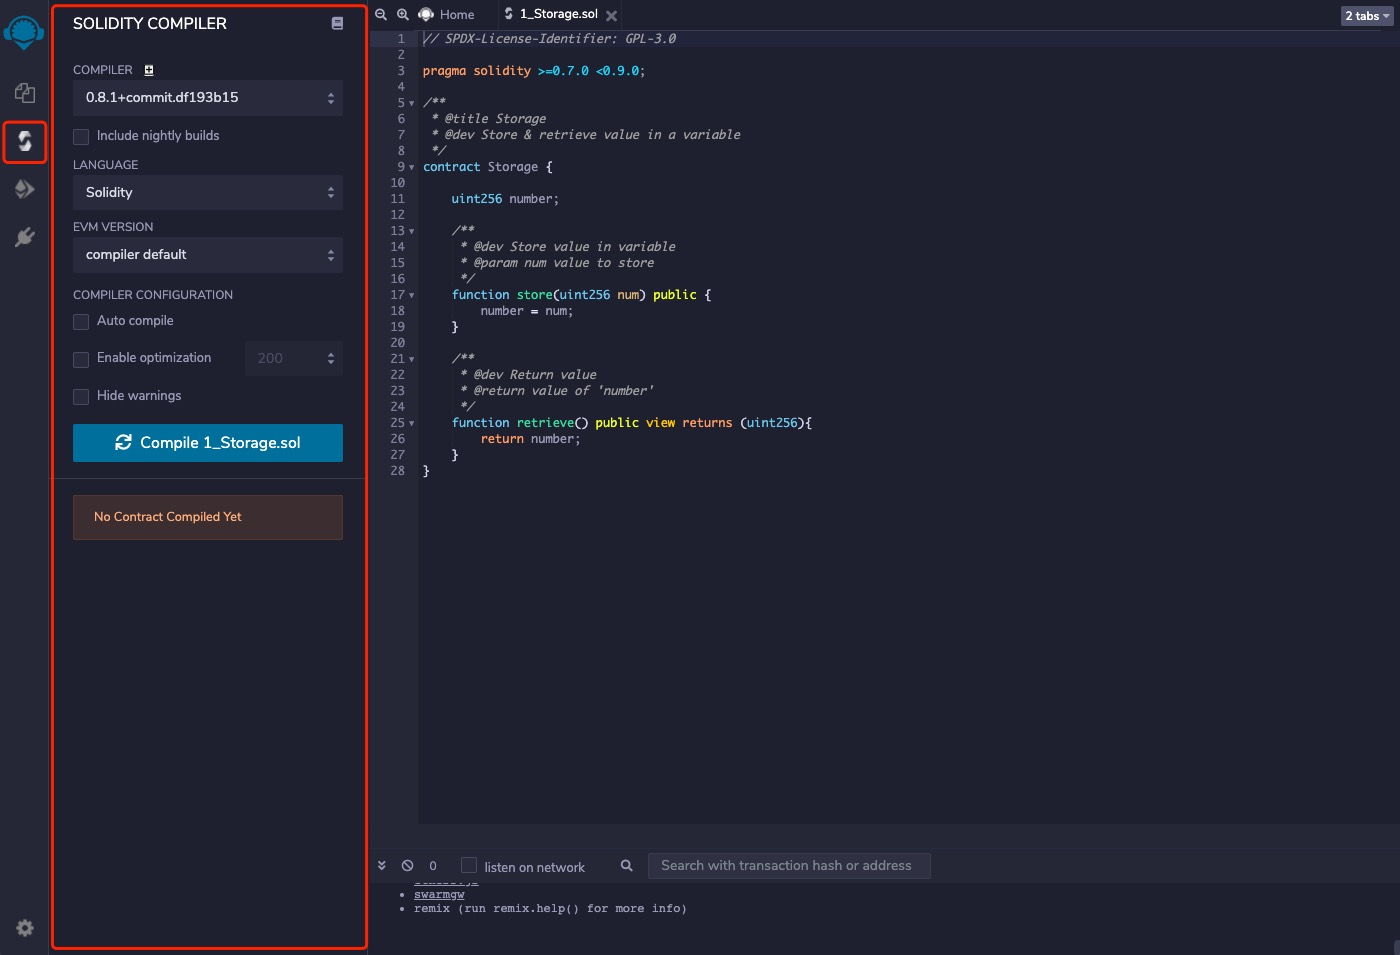 SOLIDITY COMPILER
COMPILER
0.8.1+commit.df193b15
Include nightly builds
LANGUAGE
Solidity
EVM VERSION
compiler default
COMPILER CONFIGURATION
Auto compile
Enable optimization
200
Hide warnings
Compile 1_Storage.sol
No Contract Compiled Yet
Home
1_Storage.sol
2 tabs
1 // SPDX-License-Identifier: GPL-3.0
2
3 pragma solidity >=0.7.0 <0.9.0;
4
5 /**
6 * @title Storage
7 * @dev Store & retrieve value in a variable
8 */
9 contract Storage {
10
11 uint256 number;
12
13 /**
14 * @dev Store value in variable
15 * @param num value to store
16 */
17 function store(uint256 num) public {
18 number = num;
19 }
20
21 /**
22 * @dev Return value
23 * @return value of 'number'
24 */
25 function retrieve() public view returns (uint256){
26 return number;
27 }
28 }
0
listen on network
Search with transaction hash or address
swarmgw
remix (run remix.help() for more info)